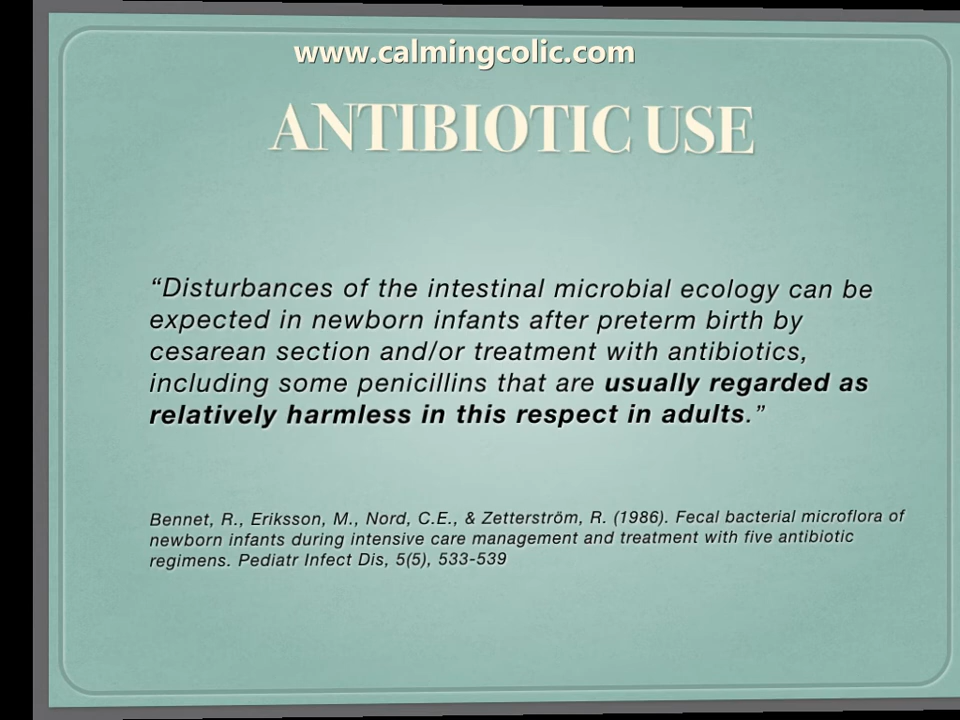 www.calmingcolic.com
ANTIBIOTIC USE
“Disturbances of the intestinal microbial ecology can be
expected in newborn infants after preterm birth by
cesarean section and/or treatment with antibiotics,
including some penicillins that are usually regarded as
relatively harmless in this respect in adults.”
Bennet, R., Eriksson, M., Nord, C.E., & Zetterström, R. (1986). Fecal bacterial microflora of
newborn infants during intensive care management and treatment with five antibiotic
regimens. Pediatr Infect Dis, 5(5), 533-539